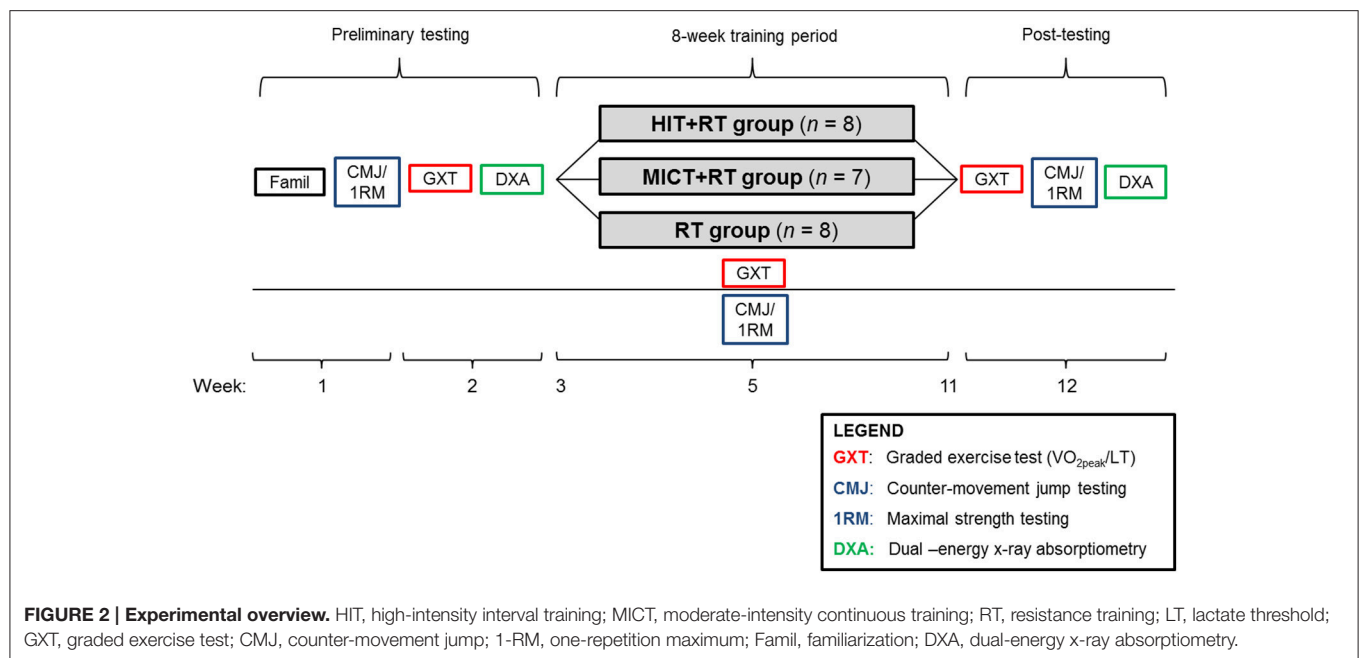 Preliminary testing
8-week training period
Post-testing
HIT+RT group (n = 8)
MICT+RT group (n = 7)
RT group (n = 8)
Famil
CMJ/
1RM
GXT
DXA
GXT
CMJ/
1RM
DXA
GXT
CMJ/
1RM
Week: 1 2 3 5 11 12
LEGEND
GXT: Graded exercise test (VO2peak/LT)
CMJ: Counter-movement jump testing
1RM: Maximal strength testing
DXA: Dual –energy x-ray absorptiometry
FIGURE 2 | Experimental overview. HIT, high-intensity interval training; MICT, moderate-intensity continuous training; RT, resistance training; LT, lactate threshold;
GXT, graded exercise test; CMJ, counter-movement jump; 1-RM, one-repetition maximum; Famil, familiarization; DXA, dual-energy x-ray absorptiometry.